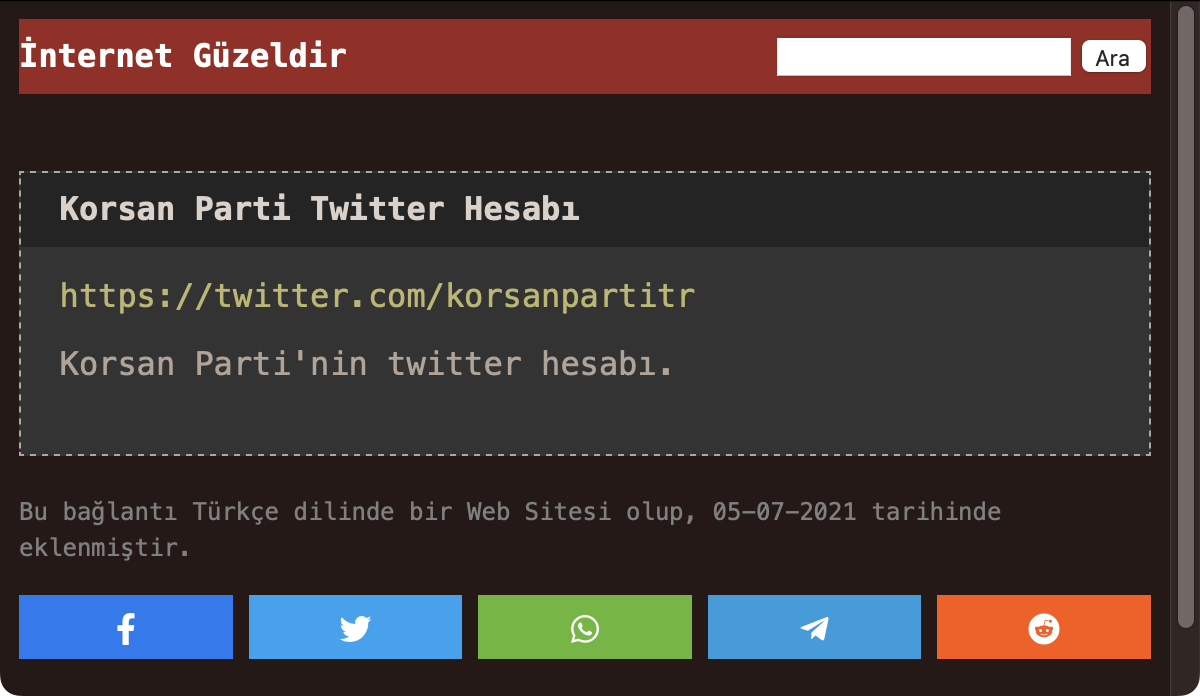 İnternet Güzeldir
Ara
Korsan Parti Twitter Hesabı
https://twitter.com/korsanpartitr
Korsan Parti'nin twitter hesabı.
Bu bağlantı Türkçe dilinde bir Web Sitesi olup, 05-07-2021 tarihinde
eklenmiştir.